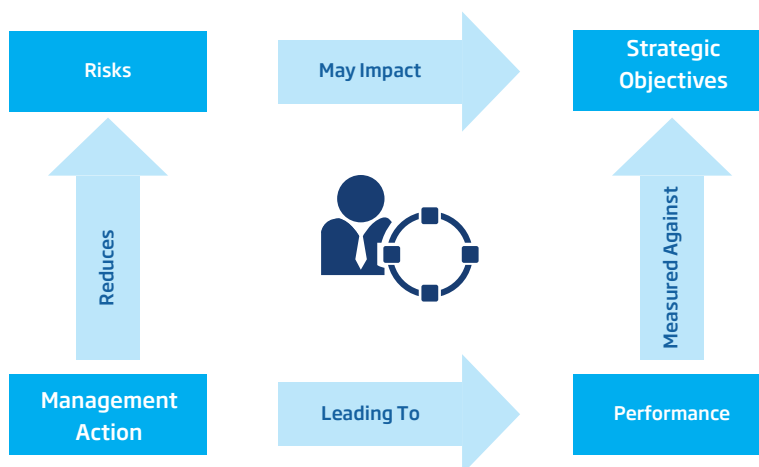 Risks
May Impact
Strategic
Objectives
Reduces
Measured Against
Management
Action
Leading To
Performance